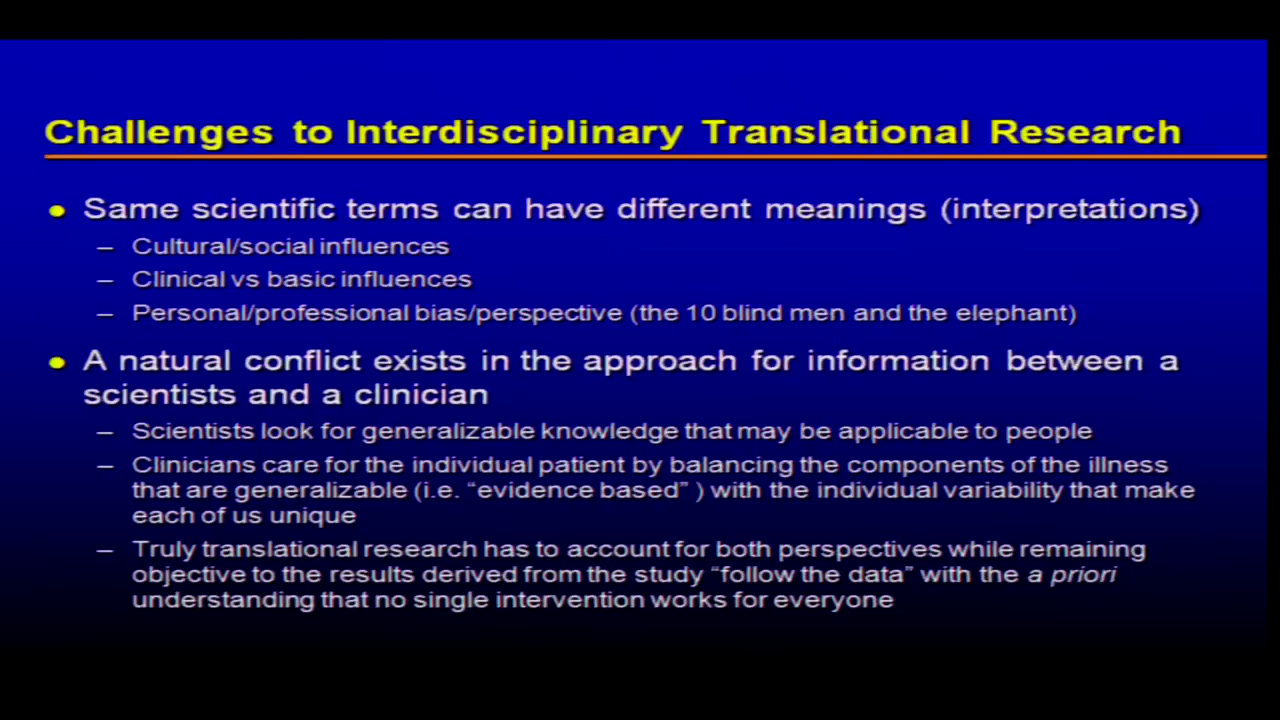 Challenges to Interdisciplinary Translational Research
• Same scientific terms can have different meanings (interpretations)
– Cultural/social influences
– Clinical vs basic influences
– Personal/professional bias/perspective (the 10 blind men and the elephant)
• A natural conflict exists in the approach for information between a
scientists and a clinician
– Scientists look for generalizable knowledge that may be applicable to people
– Clinicians care for the individual patient by balancing the components of the illness
that are generalizable (i.e. “evidence based” ) with the individual variability that make
each of us unique
– Truly translational research has to account for both perspectives while remaining
objective to the results derived from the study “follow the data” with the a priori
understanding that no single intervention works for everyone